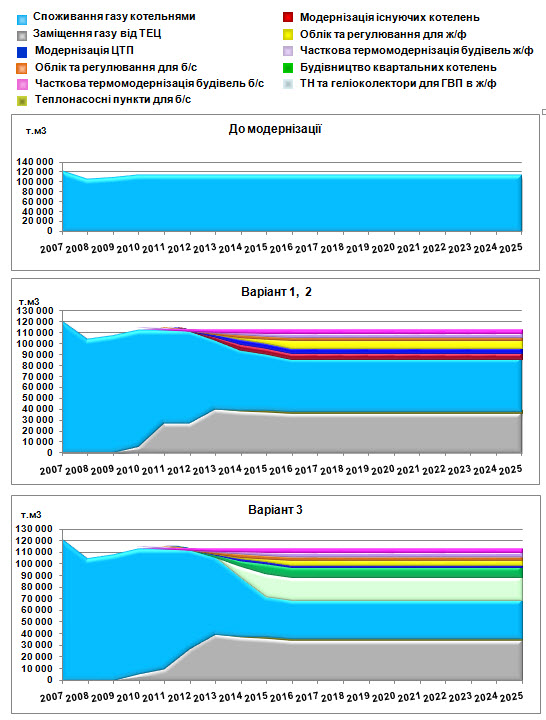 Споживання газу котельнями
Заміщення газу від ТЕЦ
Модернізація ЦТП
Облік та регулювання для б/с
Часткова термомодернізація будівель б/с
Теплонасосні пункти для б/с
Модернізація існуючих котелень
Облік та регулювання для ж/ф
Часткова термомодернізація будівель ж/ф
Будівництво квартальних котелень
ТН та геліоколектори для ГВП в ж/ф
До модернізації
т.м3
140 000
120 000
100 000
80 000
60 000
40 000
20 000
0
2007 2008 2009 2010 2011 2012 2013 2014 2015 2016 2017 2018 2019 2020 2021 2022 2023 2024 2025
Варіант 1, 2
т.м3
130 000
120 000
110 000
100 000
90 000
80 000
70 000
60 000
50 000
40 000
30 000
20 000
10 000
0
2007 2008 2009 2010 2011 2012 2013 2014 2015 2016 2017 2018 2019 2020 2021 2022 2023 2024 2025
Варіант 3
т.м3
130 000
120 000
110 000
100 000
90 000
80 000
70 000
60 000
50 000
40 000
30 000
20 000
10 000
0
2007 2008 2009 2010 2011 2012 2013 2014 2015 2016 2017 2018 2019 2020 2021 2022 2023 2024 2025